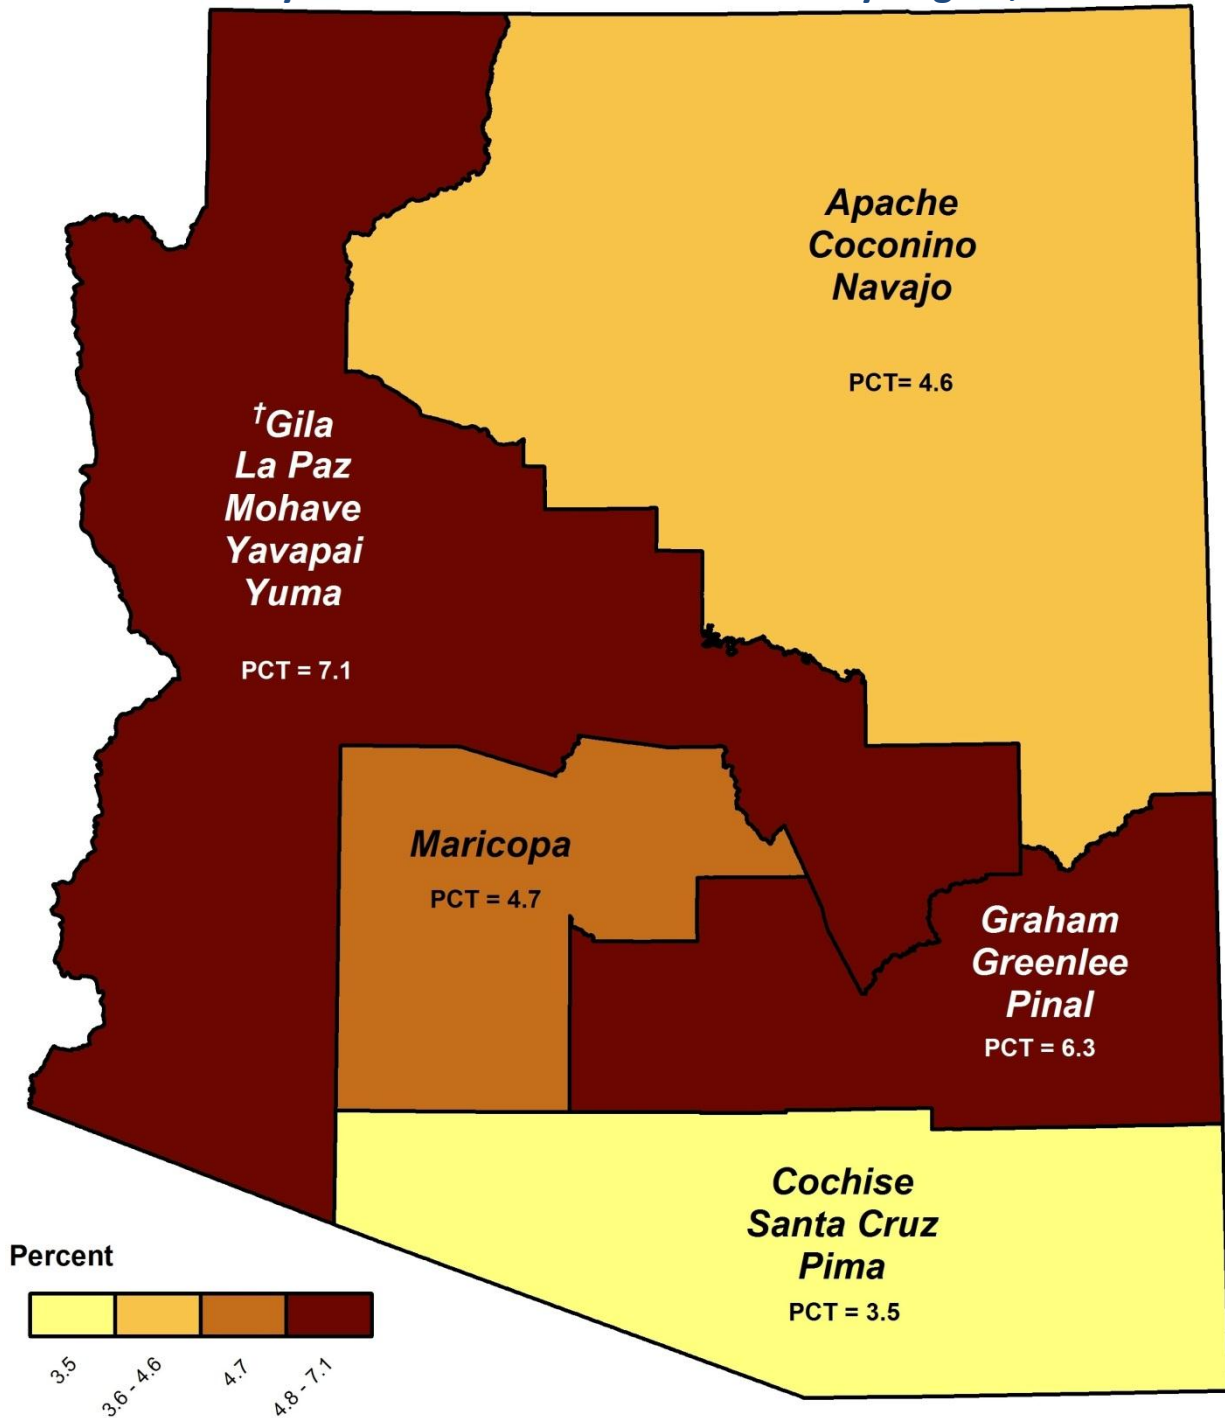 Apache
Coconino
Navajo
PCT= 4.6
†Gila
La Paz
Mohave
Yavapai
Yuma
PCT = 7.1
Maricopa
PCT = 4.7
Graham
Greenlee
Pinal
PCT = 6.3
Cochise
Santa Cruz
Pima
PCT = 3.5
Percent
3.5
3.6 - 4.6
4.7
4.8 - 7.1